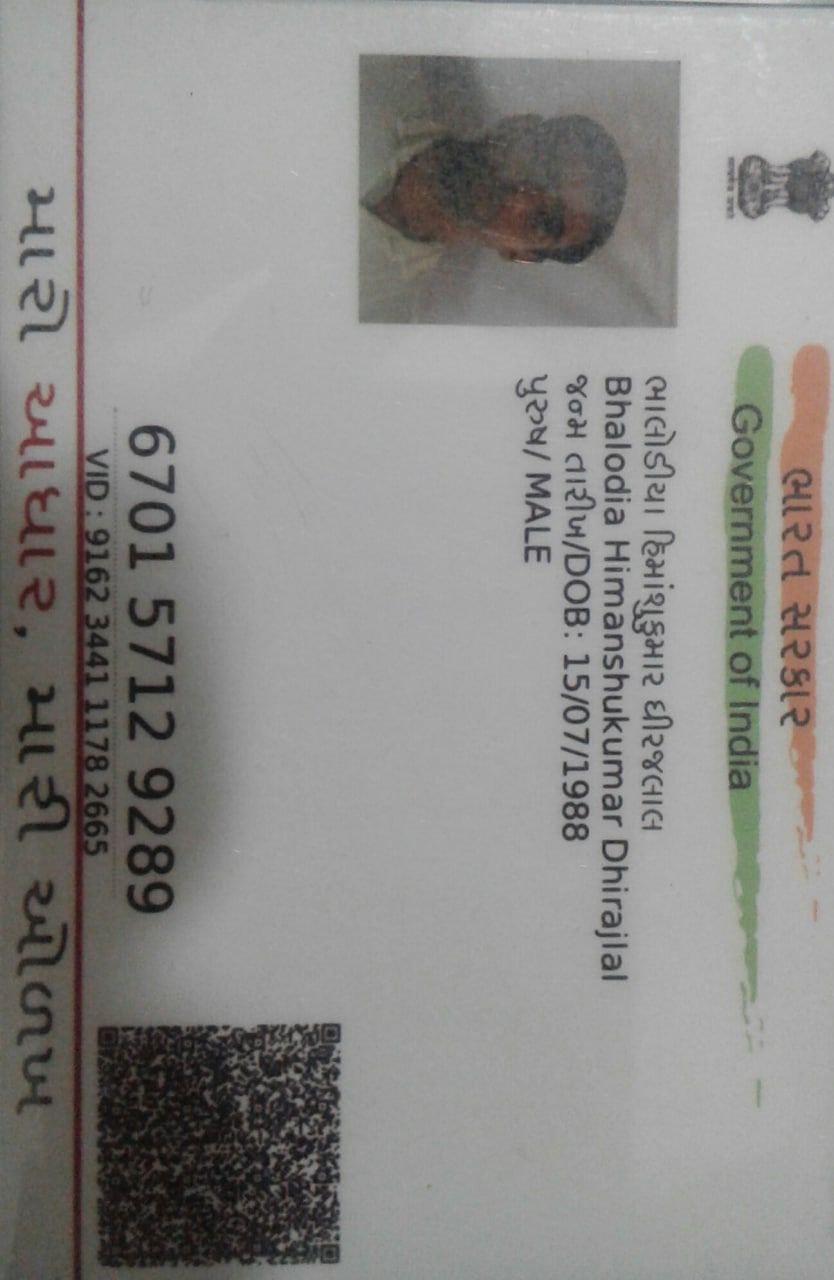 ભારત સરકાર
Government of India
ભાલોડીયા હિમાંશુકુમાર ધીરજલાલ
Bhalodia Himanshukumar Dhirajlal
જન્મ તારીખ/DOB: 15/07/1988
પુરુષ/ MALE
6701 5712 9289
VID : 9162 3441 1178 2665
મારો આધાર, મારી ઓળખ